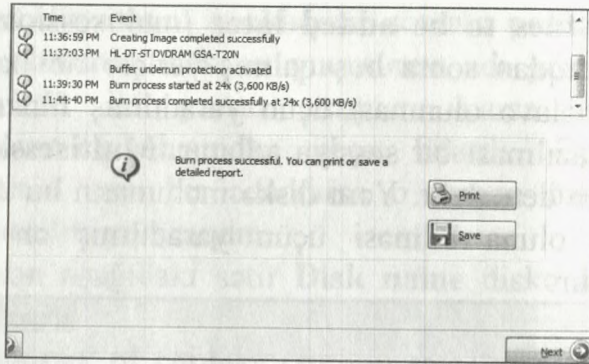 Time Event
11:36:59 PM Creating Image completed successfully
11:37:03 PM HL-DT-ST DVDRAM GSA-T20N
Buffer underrun protection activated
11:39:30 PM Burn process started at 24x (3,600 KB/s)
11:44:40 PM Burn process completed successfully at 24x (3,600 KB/s)
Burn process successful. You can print or save a
detailed report.
Print
Save
Next